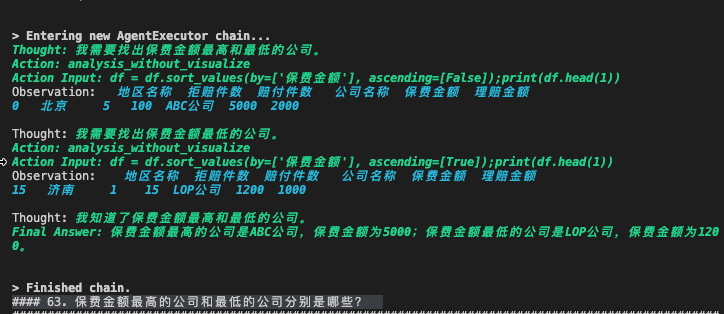 > Entering new AgentExecutor chain...
Thought: 我需要找出保费金额最高和最低的公司。
Action: analysis_without_visualize
Action Input: df = df.sort_values(by=['保费金额'], ascending=[False]);print(df.head(1))
Observation:   地区名称  拒赔件数  赔付件数   公司名称  保费金额  理赔金额
0   北京     5   100  ABC公司  5000  2000
Thought: 我需要找出保费金额最低的公司。
Action: analysis_without_visualize
Action Input: df = df.sort_values(by=['保费金额'], ascending=[True]);print(df.head(1))
Observation:    地区名称  拒赔件数  赔付件数   公司名称  保费金额  理赔金额
15   济南     1    15  LOP公司  1200  1000
Thought: 我知道了保费金额最高和最低的公司。
Final Answer: 保费金额最高的公司是ABC公司，保费金额为5000；保费金额最低的公司是LOP公司，保费金额为120
0。
> Finished chain.
#### 63. 保费金额最高的公司和最低的公司分别是哪些？